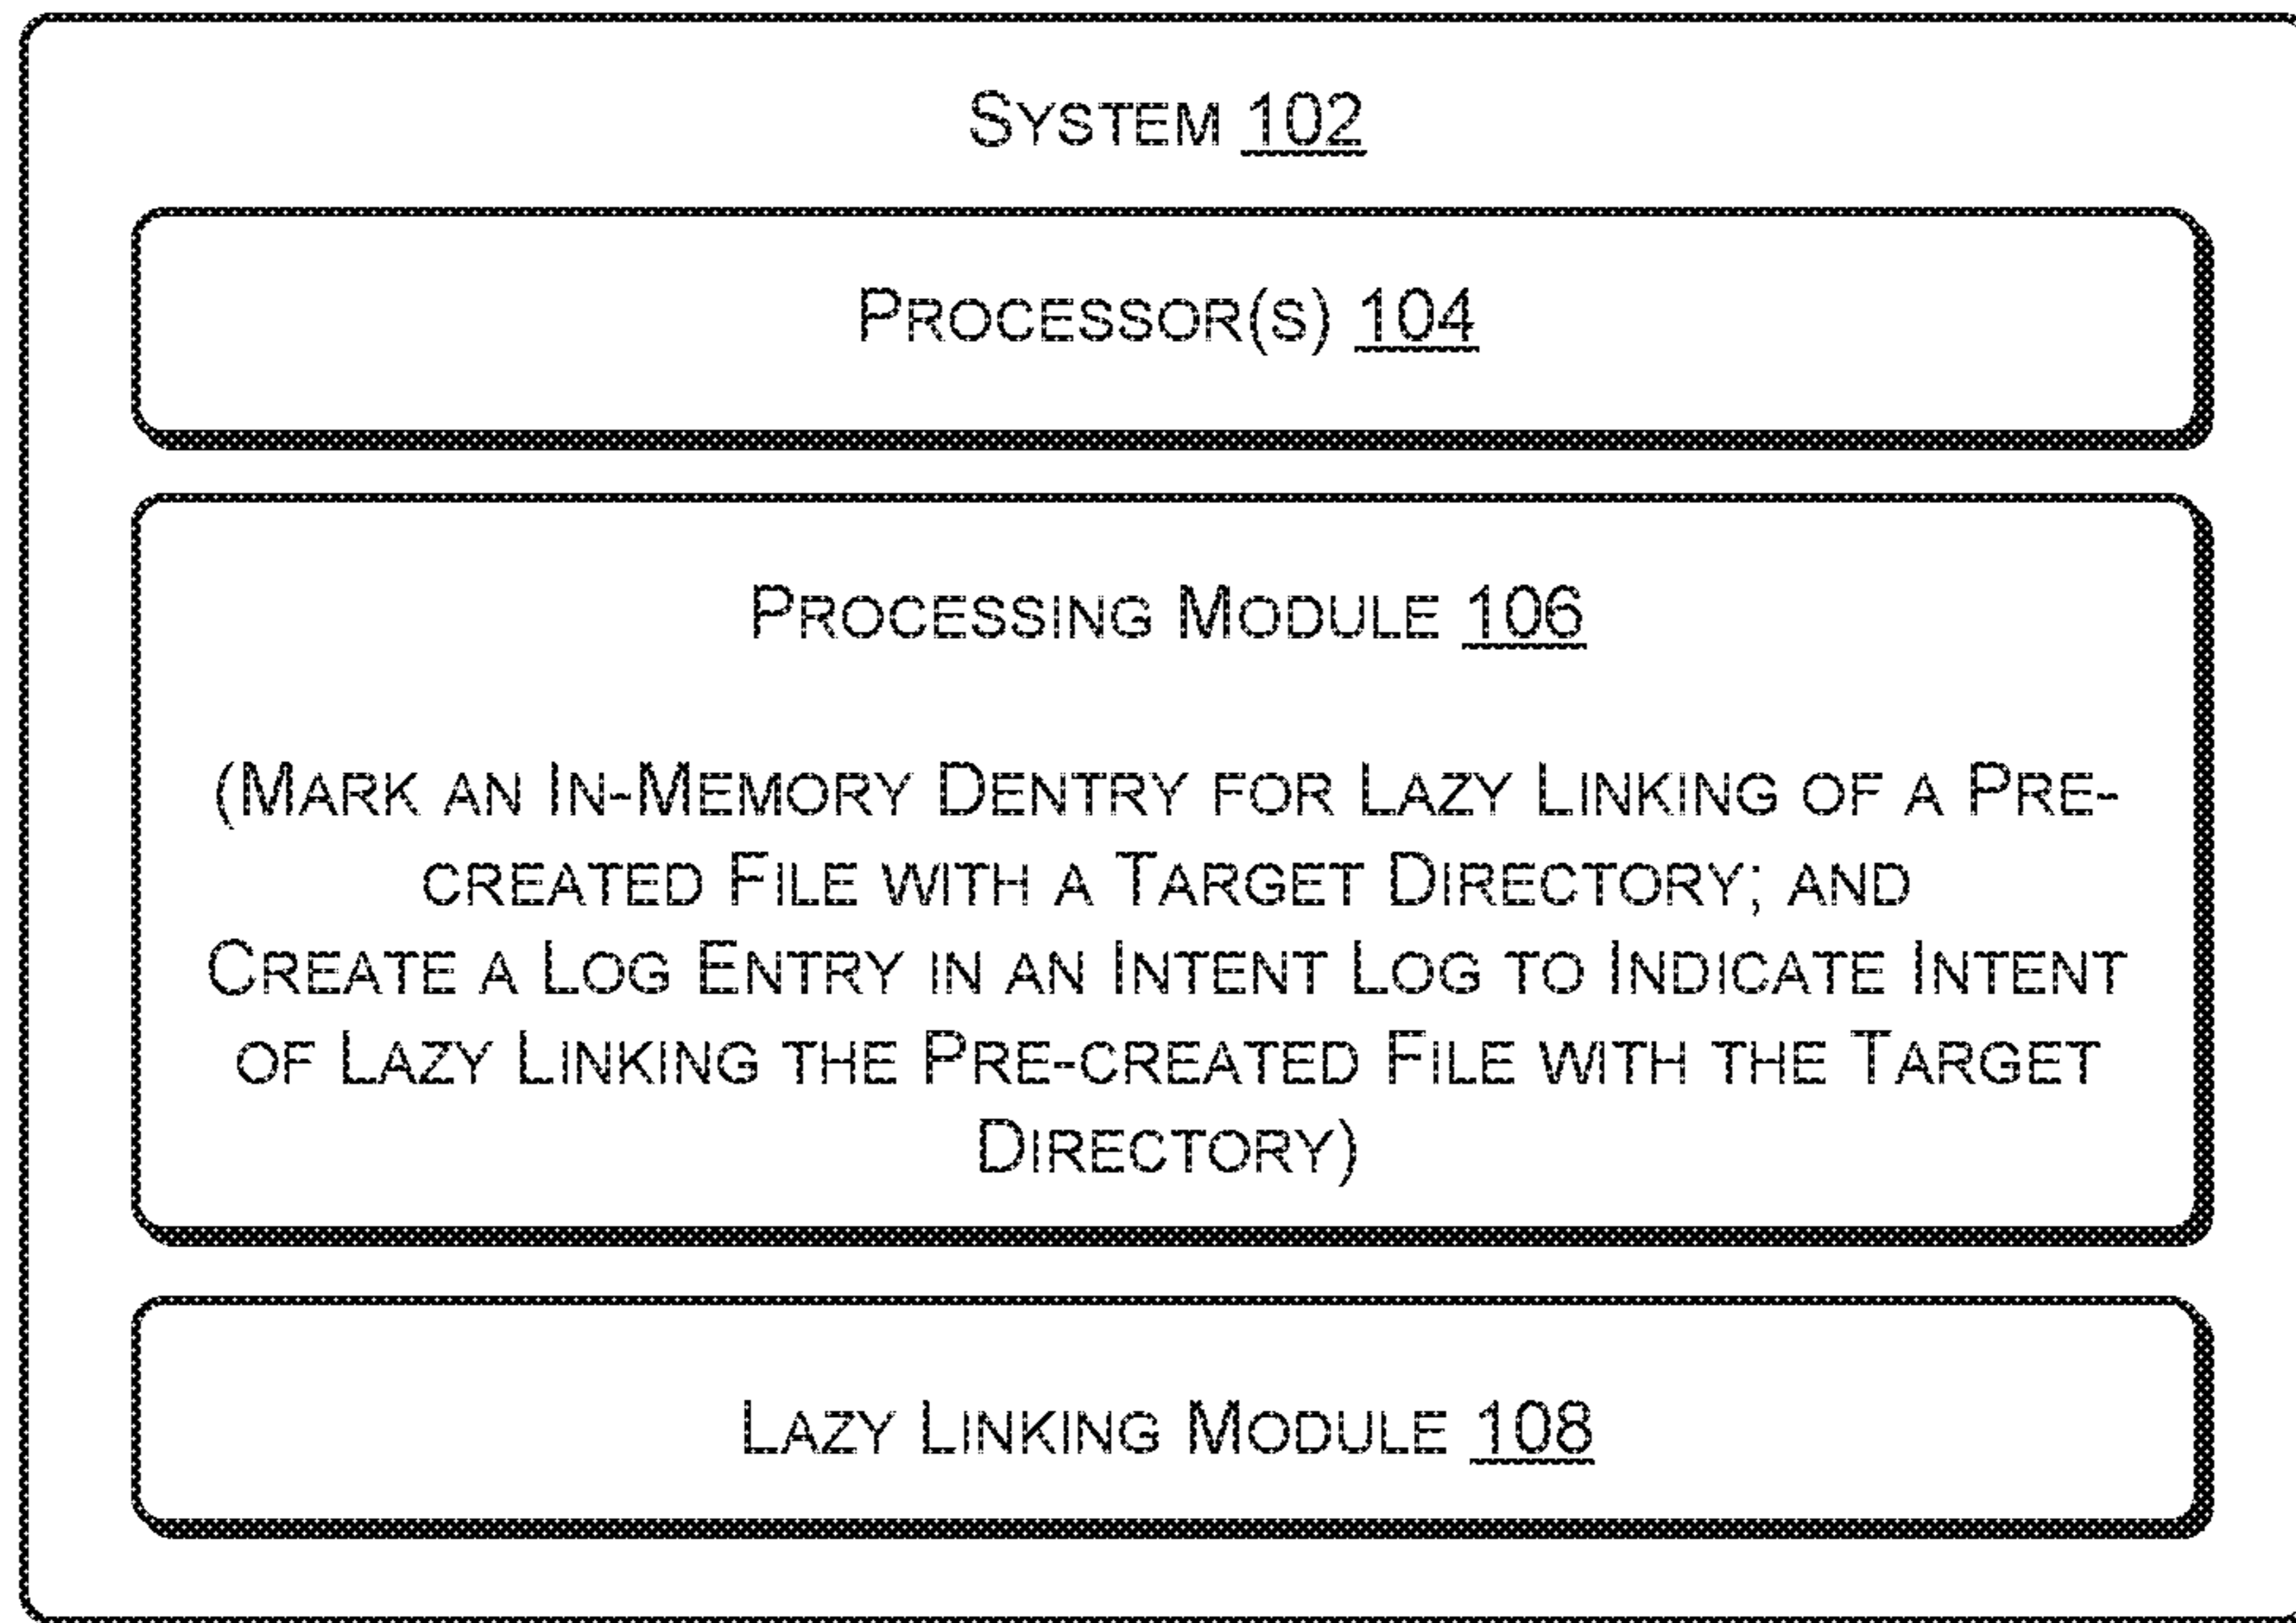 SYSTEM 102
PROCESSOR(S) 104
PROCESSING MODULE 106
(MARK AN IN-MEMORY DENTRY FOR LAZY LINKING OF A PRE-
CREATED FILE WITH A TARGET DIRECTORY; AND
CREATE A LOG ENTRY IN AN INTENT LOG TO INDICATE INTENT
OF LAZY LINKING THE PRE-CREATED FILE WITH THE TARGET
DIRECTORY)
LAZY LINKING MODULE 108